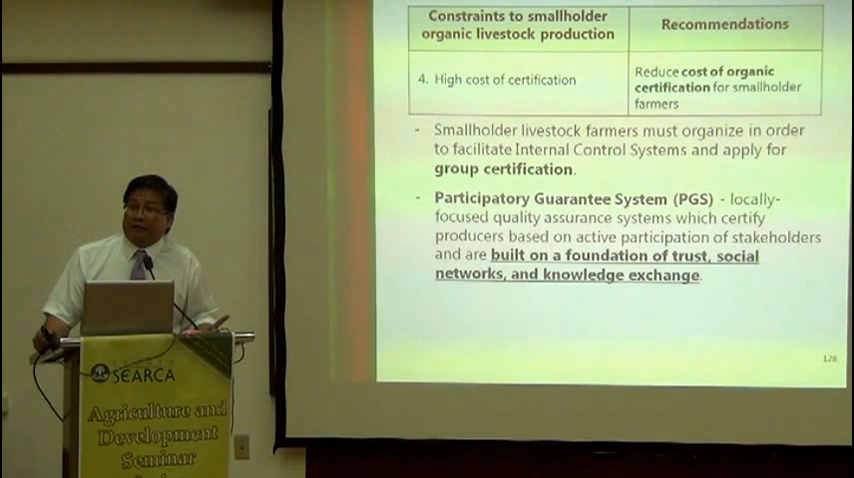 Constraints to smallholder
organic livestock production
Recommendations
4. High cost of certification
Reduce cost of organic
certification for smallholder
farmers
- Smallholder livestock farmers must organize in order
to facilitate Internal Control Systems and apply for
group certification.
- Participatory Guarantee System (PGS) - locally-
focused quality assurance systems which certify
producers based on active participation of stakeholders
and are built on a foundation of trust, social
networks, and knowledge exchange.
128
SEARCA
Agriculture and
Development
Seminar